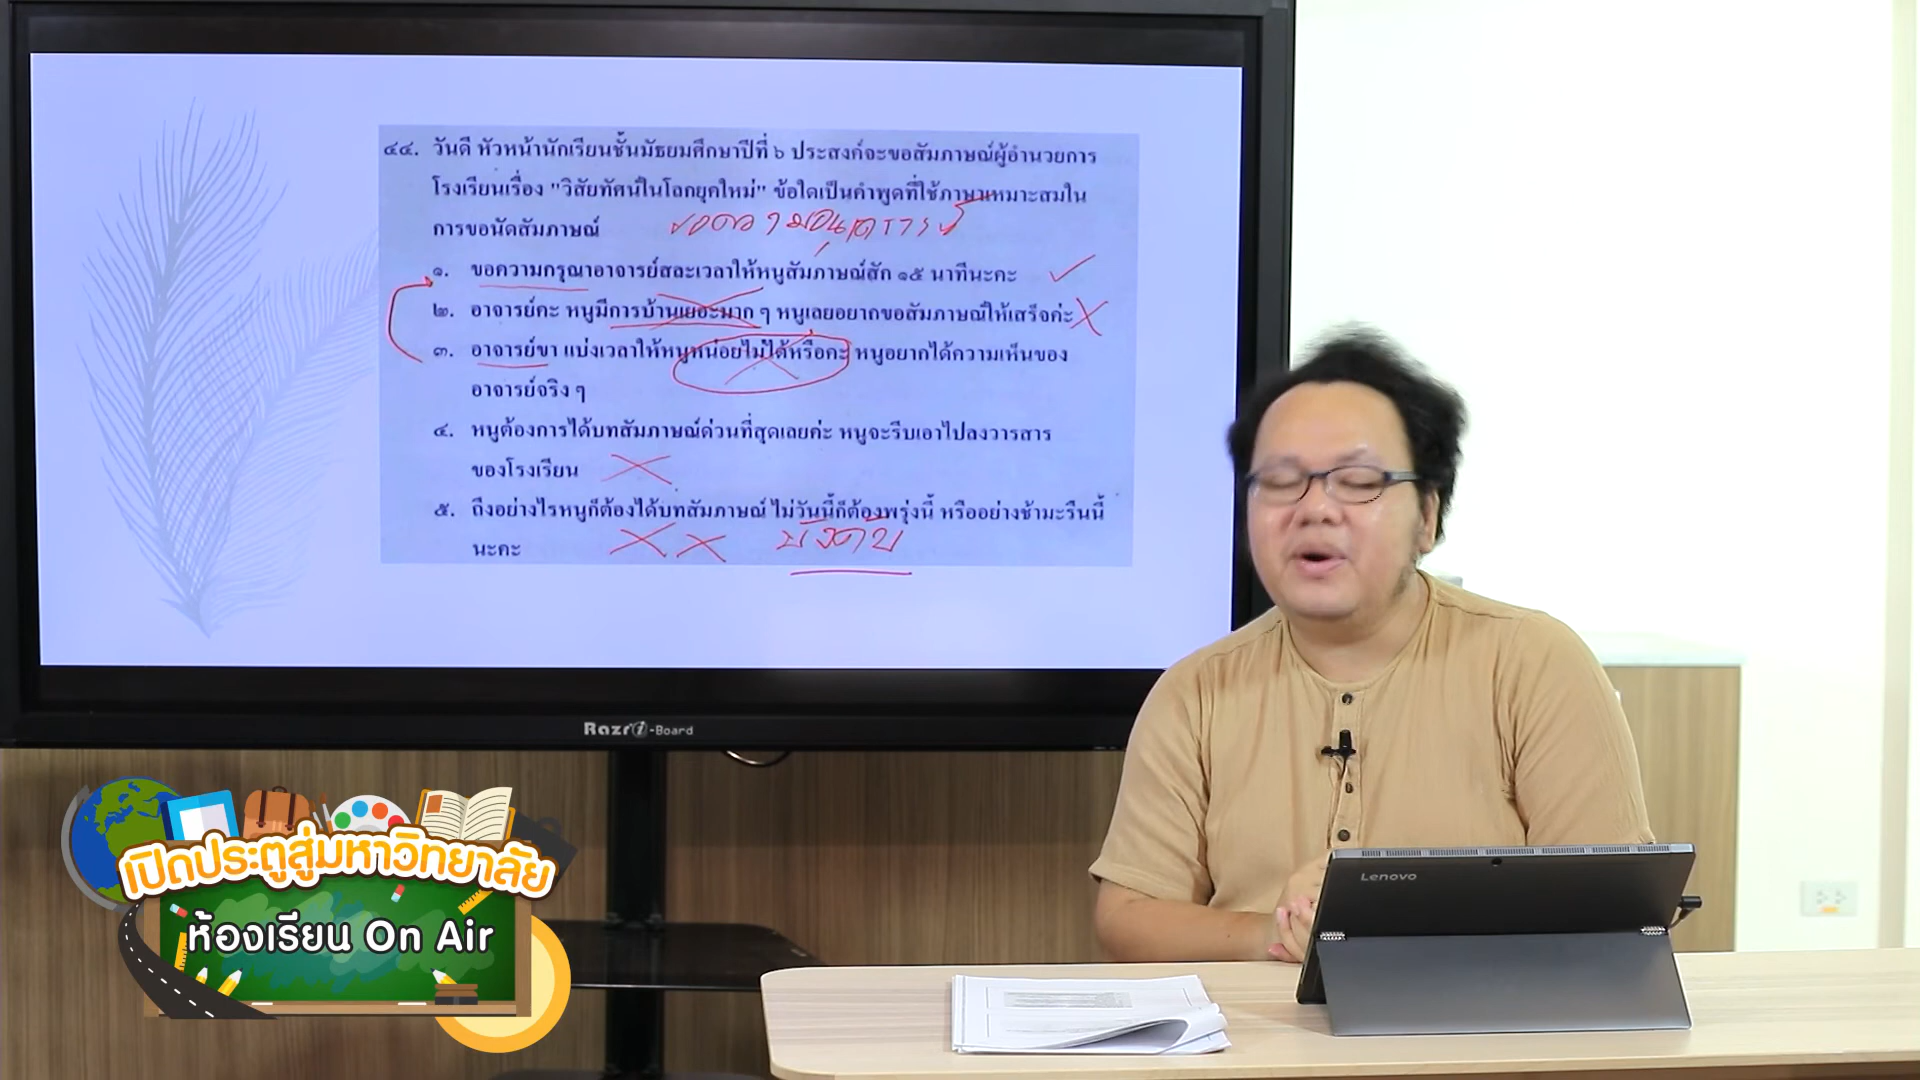 ๔๔. วันดี หัวหน้านักเรียนชั้นมัธยมศึกษาปีที่ ๖ ประสงค์จะขอสัมภาษณ์ผู้อำนวยการ
โรงเรียนเรื่อง "วิสัยทัศน์ในโลกยุคใหม่" ข้อใดเป็นคำพูดที่ใช้ภาษาเหมาะสมใน
การขอนัดสัมภาษณ์
ขอความอนุเคราะห์
๑. ขอความกรุณาอาจารย์สละเวลาให้หนูสัมภาษณ์สัก ๑๕ นาทีนะคะ
๒. อาจารย์คะ หนูมีการบ้านเยอะมาก ๆ หนูเลยอยากขอสัมภาษณ์ให้เสร็จค่ะ
๓. อาจารย์ขา แบ่งเวลาให้หนูหน่อยไม่ได้หรือคะ หนูอยากได้ความเห็นของ
อาจารย์จริง ๆ
๔. หนูต้องการได้บทสัมภาษณ์ด่วนที่สุดเลยค่ะ หนูจะรีบเอาไปลงวารสาร
ของโรงเรียน
๕. ถึงอย่างไรหนูก็ต้องได้บทสัมภาษณ์ ไม่วันนี้ก็ต้องพรุ่งนี้ หรืออย่างช้ามะรืนนี้
นะคะ
บังคับ
Razr i-Board
เปิดประตูสู่มหาวิทยาลัย
ห้องเรียน On Air
Lenovo